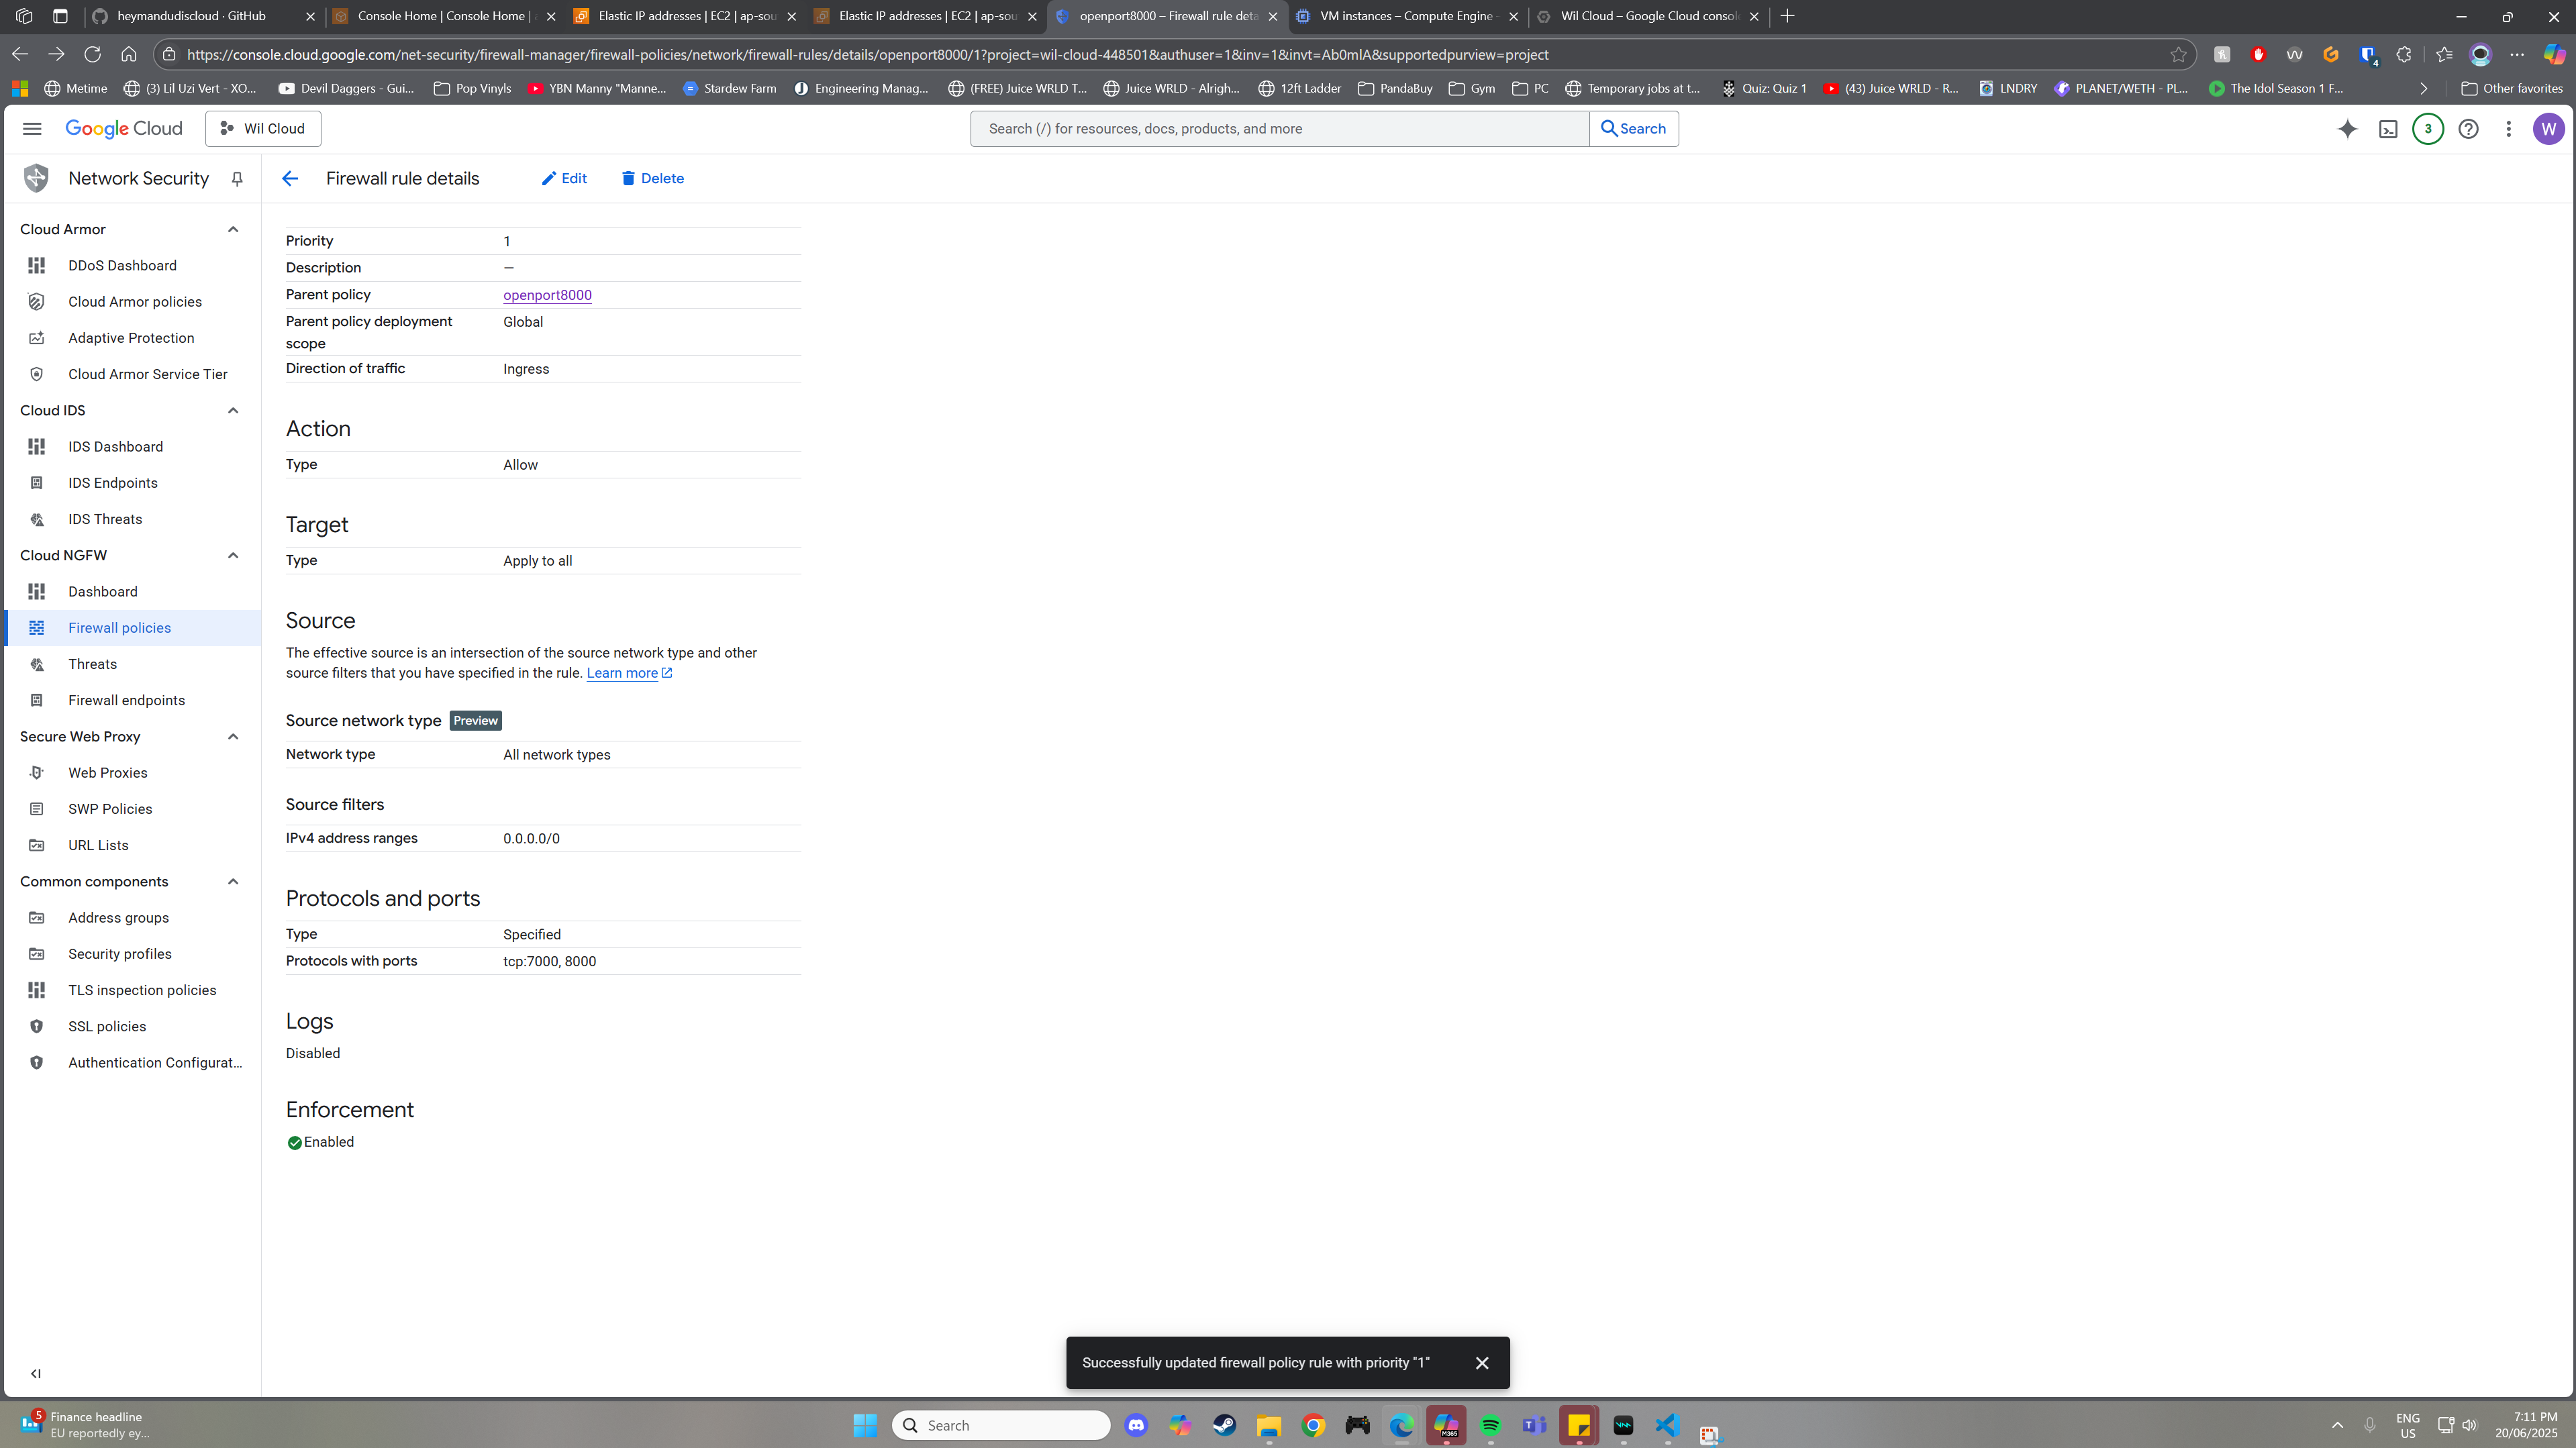 heymandudiscloud · GitHub
Console Home | Console Home |
Elastic IP addresses | EC2 | ap-sou
Elastic IP addresses | EC2 | ap-sou
openport8000 – Firewall rule deta
VM instances – Compute Engine –
Wil Cloud – Google Cloud console
https://console.cloud.google.com/net-security/firewall-manager/firewall-policies/network/firewall-rules/details/openport8000/1?project=wil-cloud-448501&authuser=1&inv=1&invt=Ab0mlA&supportedpurview=project
4
Metime
(3) Lil Uzi Vert - XO...
Devil Daggers - Gui...
Pop Vinyls
YBN Manny "Manne...
Stardew Farm
Engineering Manag...
(FREE) Juice WRLD T...
Juice WRLD - Alrigh...
12ft Ladder
PandaBuy
Gym
PC
Temporary jobs at t...
Quiz: Quiz 1
(43) Juice WRLD - R...
LNDRY
PLANET/WETH - PL...
The Idol Season 1 F...
Other favorites
Google Cloud
Wil Cloud
Search (/) for resources, docs, products, and more
Search
3
W
Network Security
Firewall rule details
Edit
Delete
Cloud Armor
DDoS Dashboard
Cloud Armor policies
Adaptive Protection
Cloud Armor Service Tier
Cloud IDS
IDS Dashboard
IDS Endpoints
IDS Threats
Cloud NGFW
Dashboard
Firewall policies
Threats
Firewall endpoints
Secure Web Proxy
Web Proxies
SWP Policies
URL Lists
Common components
Address groups
Security profiles
TLS inspection policies
SSL policies
Authentication Configurat...
Priority 1
Description —
Parent policy openport8000
Parent policy deployment Global
scope
Direction of traffic Ingress
Action
Type Allow
Target
Type Apply to all
Source
The effective source is an intersection of the source network type and other
source filters that you have specified in the rule. Learn more
Source network type Preview
Network type All network types
Source filters
IPv4 address ranges 0.0.0.0/0
Protocols and ports
Type Specified
Protocols with ports tcp:7000, 8000
Logs
Disabled
Enforcement
Enabled
Successfully updated firewall policy rule with priority "1"
5
Finance headline
EU reportedly ey...
Search
M365
ENG
US
7:11 PM
20/06/2025